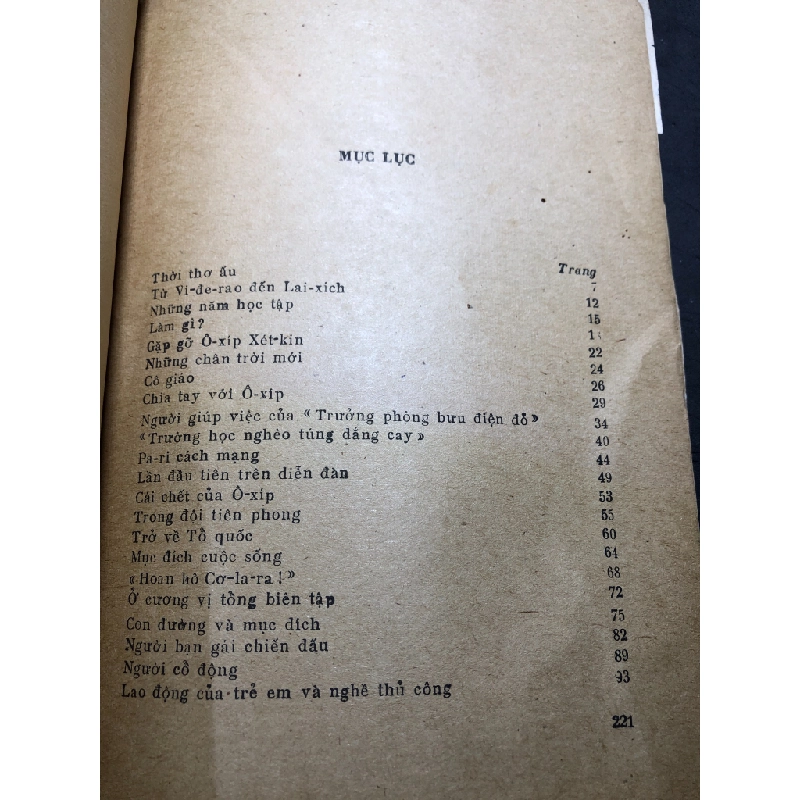 MỤC LỤC
Trang
Thời thơ ấu 7
Từ Vi-đe-rao đến Lai-xích 12
Những năm học tập 15
Làm gì?
Gặp gỡ Ô-xíp Xét-kin 22
Những chân trời mới 24
Cô giáo 26
Chia tay với Ô-xíp 29
Người giúp việc của «Trưởng phòng bưu điện đỏ» 34
«Trường học nghèo túng đắng cay» 40
Pa-ri cách mạng 44
Lần đầu tiên trên diễn đàn 49
Cái chết của Ô-xíp 53
Trong đội tiên phong 55
Trở về Tổ quốc 60
Mục đích cuộc sống 64
«Hoan hô Cơ-la-ra!» 68
Ở cương vị tổng biên tập 72
Con đường và mục đích 75
Người bạn gái chiến đấu 82
Người cổ động 89
Lao động của trẻ em và nghề thủ công 93
221